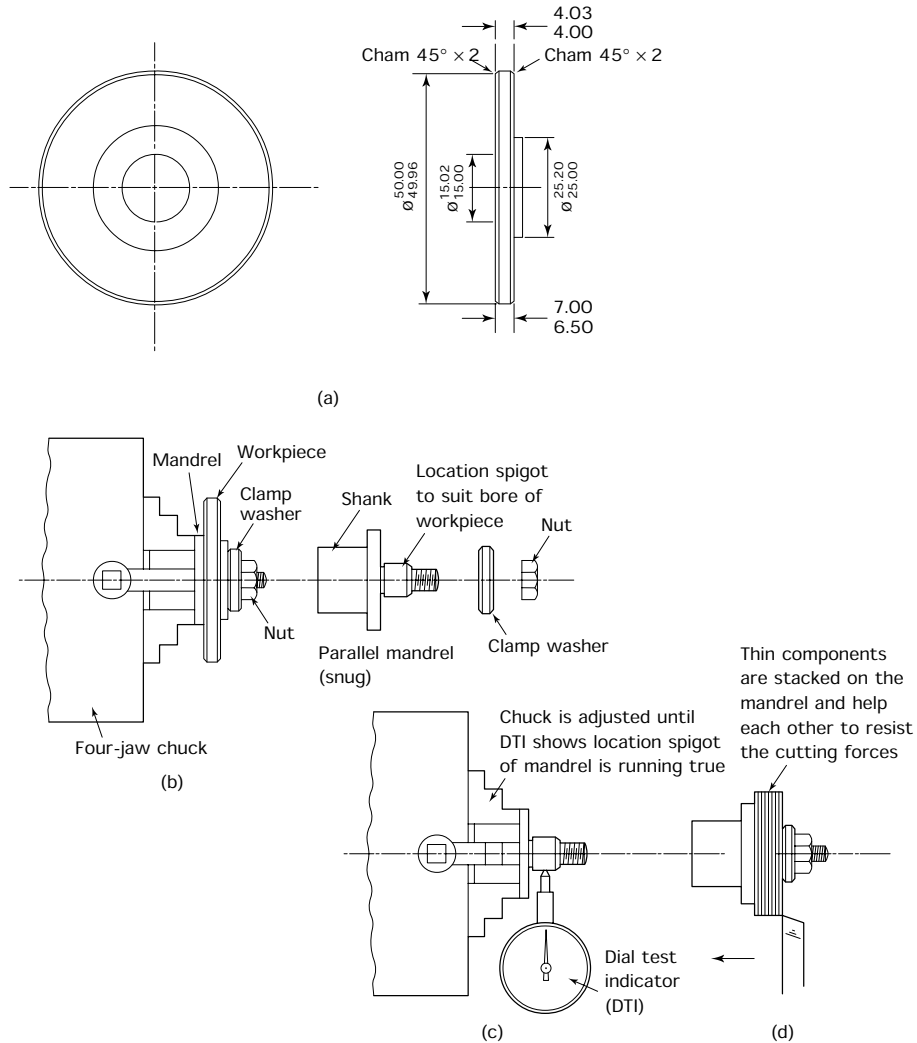 4.03
4.00
Cham 45° × 2
Cham 45° × 2
ø 50.00
49.96
ø 15.02
15.00
ø 25.20
25.00
7.00
6.50
(a)
Mandrel
Workpiece
Clamp
washer
Nut
Four-jaw chuck
(b)
Shank
Location spigot
to suit bore of
workpiece
Nut
Clamp washer
Parallel mandrel
(snug)
Chuck is adjusted until
DTI shows location spigot
of mandrel is running true
Dial test
indicator
(DTI)
(c)
Thin components
are stacked on the
mandrel and help
each other to resist
the cutting forces
(d)